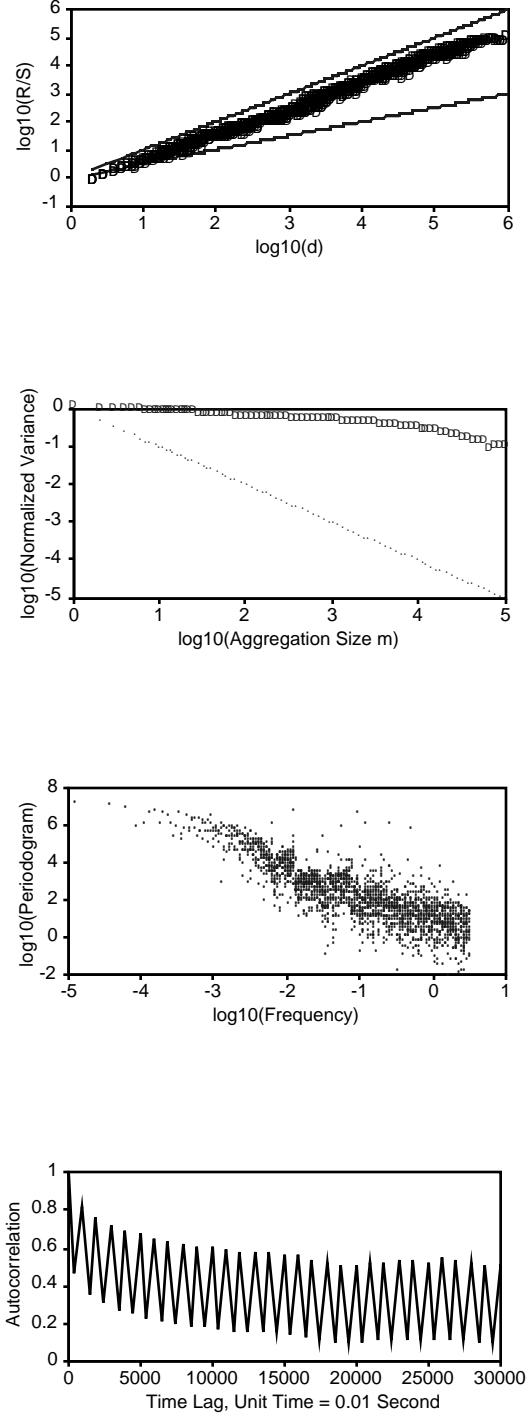 log10(R/S)
6
5
4
3
2
1
0
-1
0 1 2 3 4 5 6
log10(d)
log10(Normalized Variance)
0
-1
-2
-3
-4
-5
0 1 2 3 4 5
log10(Aggregation Size m)
log10(Periodogram)
8
6
4
2
0
-2
-5 -4 -3 -2 -1 0 1
log10(Frequency)
Autocorrelation
1
0.8
0.6
0.4
0.2
0
0 5000 10000 15000 20000 25000 30000
Time Lag, Unit Time = 0.01 Second